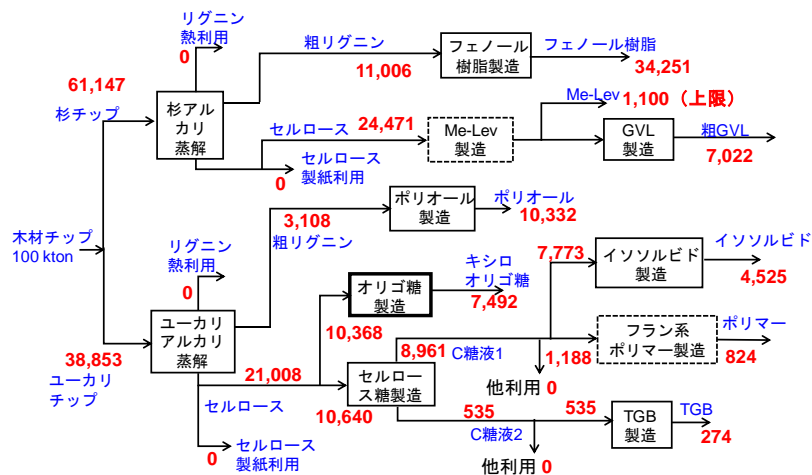 リグニン
熱利用
0
粗リグニン
11,006
フェノール
樹脂製造
フェノール樹脂
34,251
61,147
杉チップ
杉アル
カリ
蒸解
セルロース
24,471
Me-Lev
製造
Me-Lev
1,100（上限）
GVL
製造
粗GVL
7,022
0
セルロース
製紙利用
木材チップ
100 kton
3,108
粗リグニン
ポリオール
製造
ポリオール
10,332
リグニン
熱利用
0
オリゴ糖
製造
キシロ
オリゴ糖
7,492
7,773
イソソルビド
製造
イソソルビド
4,525
38,853
ユーカリ
チップ
ユーカリ
アルカリ
蒸解
10,368
8,961
C糖液1
1,188
フラン系
ポリマー製造
ポリマー
824
他利用 0
21,008
セルロース
10,640
セルロー
ス糖製造
535
C糖液2
535
TGB
製造
TGB
274
他利用 0
0
セルロース
製紙利用